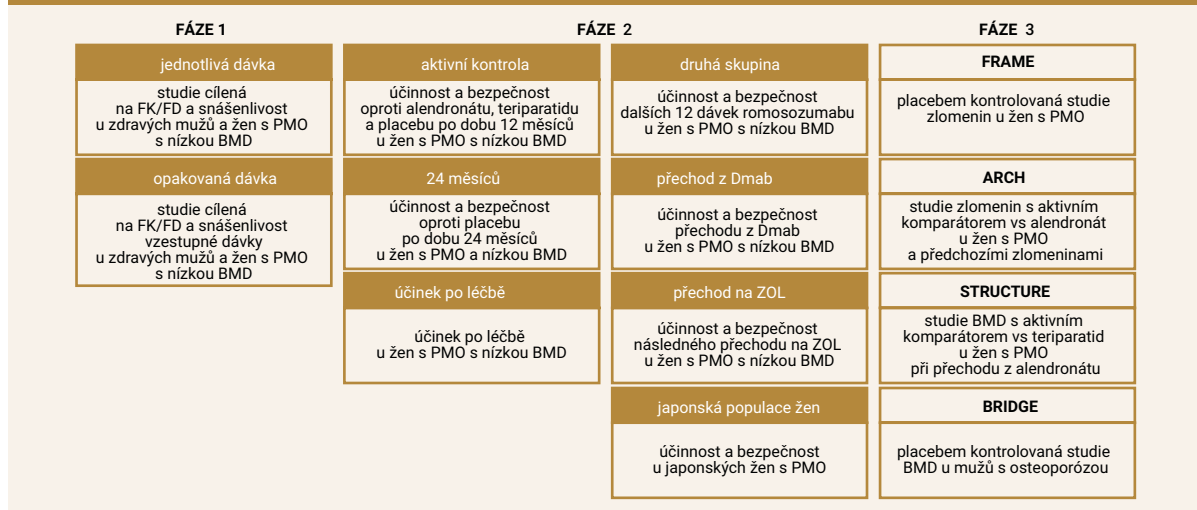 FÁZE 1
jednotlivá dávka
studie cílená
na FK/FD a snášenlivost
u zdravých mužů a žen s PMO
s nízkou BMD
opakovaná dávka
studie cílená
na FK/FD a snášenlivost
vzestupné dávky
u zdravých mužů a žen s PMO
s nízkou BMD
FÁZE 2
aktivní kontrola
účinnost a bezpečnost
oproti alendronátu, teriparatidu
a placebu po dobu 12 měsíců
u žen s PMO s nízkou BMD
24 měsíců
účinnost a bezpečnost
oproti placebu
po dobu 24 měsíců
u žen s PMO a nízkou BMD
účinek po léčbě
účinek po léčbě
u žen s PMO s nízkou BMD
druhá skupina
účinnost a bezpečnost
dalších 12 dávek romosozumabu
u žen s PMO s nízkou BMD
přechod z Dmab
účinnost a bezpečnost
přechodu z Dmab
u žen s PMO s nízkou BMD
přechod na ZOL
účinnost a bezpečnost
následného přechodu na ZOL
u žen s PMO s nízkou BMD
japonská populace žen
účinnost a bezpečnost
u japonských žen s PMO
FÁZE 3
FRAME
placebem kontrolovaná studie
zlomenin u žen s PMO
ARCH
studie zlomenin s aktivním
komparátorem vs alendronát
u žen s PMO
a předchozími zlomeninami
STRUCTURE
studie BMD s aktivním
komparátorem vs teriparatid
u žen s PMO
při přechodu z alendronátu
BRIDGE
placebem kontrolovaná studie
BMD u mužů s osteoporózou